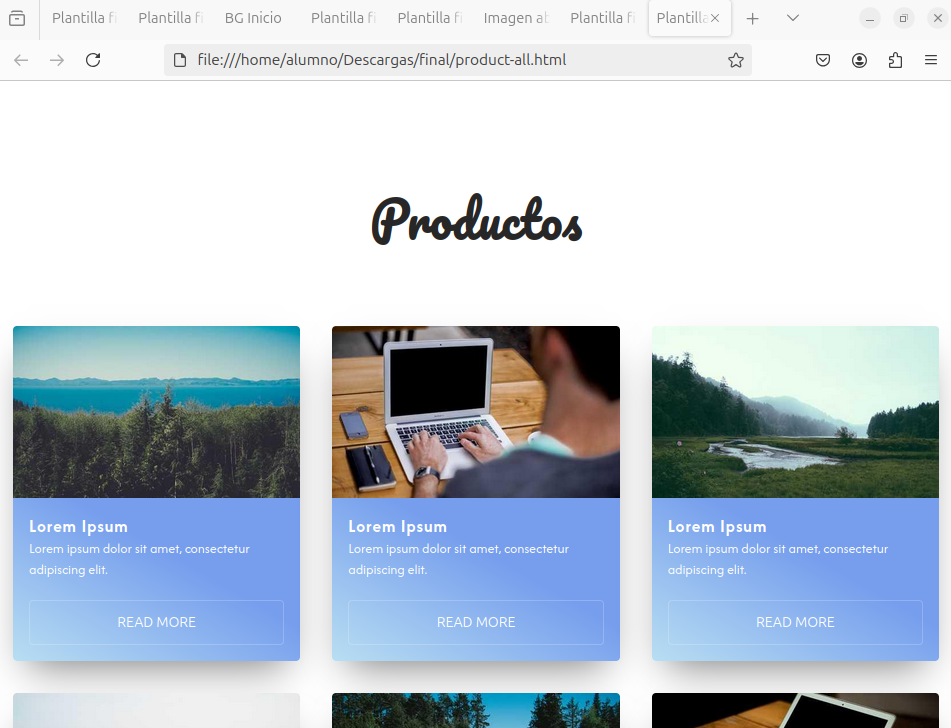 Plantilla fi Plantilla fi BG Inicio Plantilla fi Plantilla fi Imagen ab Plantilla fi Plantilla
file:///home/alumno/Descargas/final/product-all.html
Productos
Lorem Ipsum
Lorem ipsum dolor sit amet, consectetur
adipiscing elit.
READ MORE
Lorem Ipsum
Lorem ipsum dolor sit amet, consectetur
adipiscing elit.
READ MORE
Lorem Ipsum
Lorem ipsum dolor sit amet, consectetur
adipiscing elit.
READ MORE